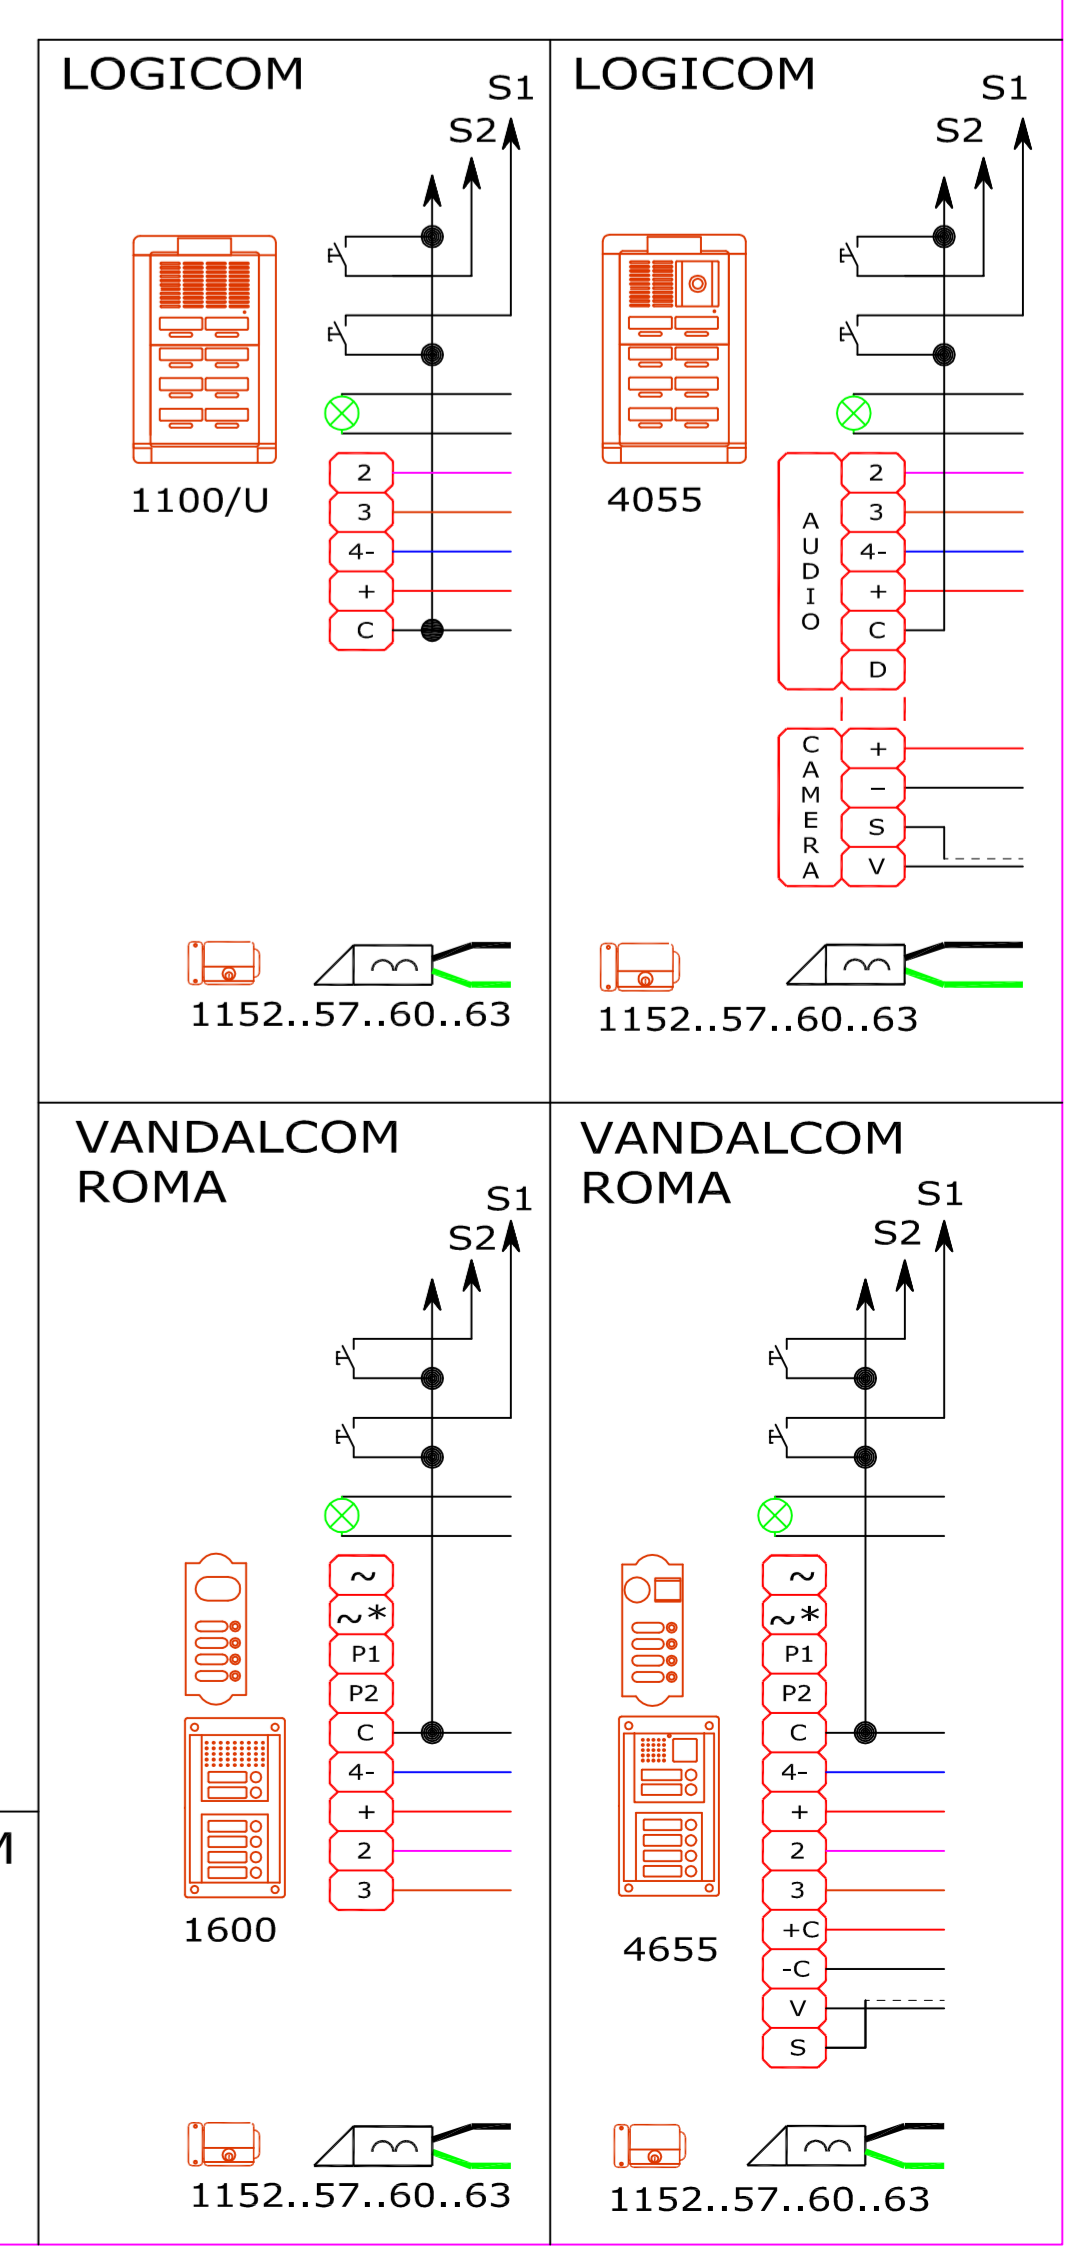 LOGICOM
S1
S2
1100/U
2
3
4-
+
C
1152..57..60..63
LOGICOM
S1
S2
4055
AUDIO
2
3
4-
+
C
D
CAMERA
+
−
S
V
1152..57..60..63
VANDALCOM
ROMA
S1
S2
~
~*
P1
P2
C
4-
+
2
3
1600
1152..57..60..63
VANDALCOM
ROMA
S1
S2
~
~*
P1
P2
C
4-
+
2
3
+C
-C
V
S
4655
1152..57..60..63
M